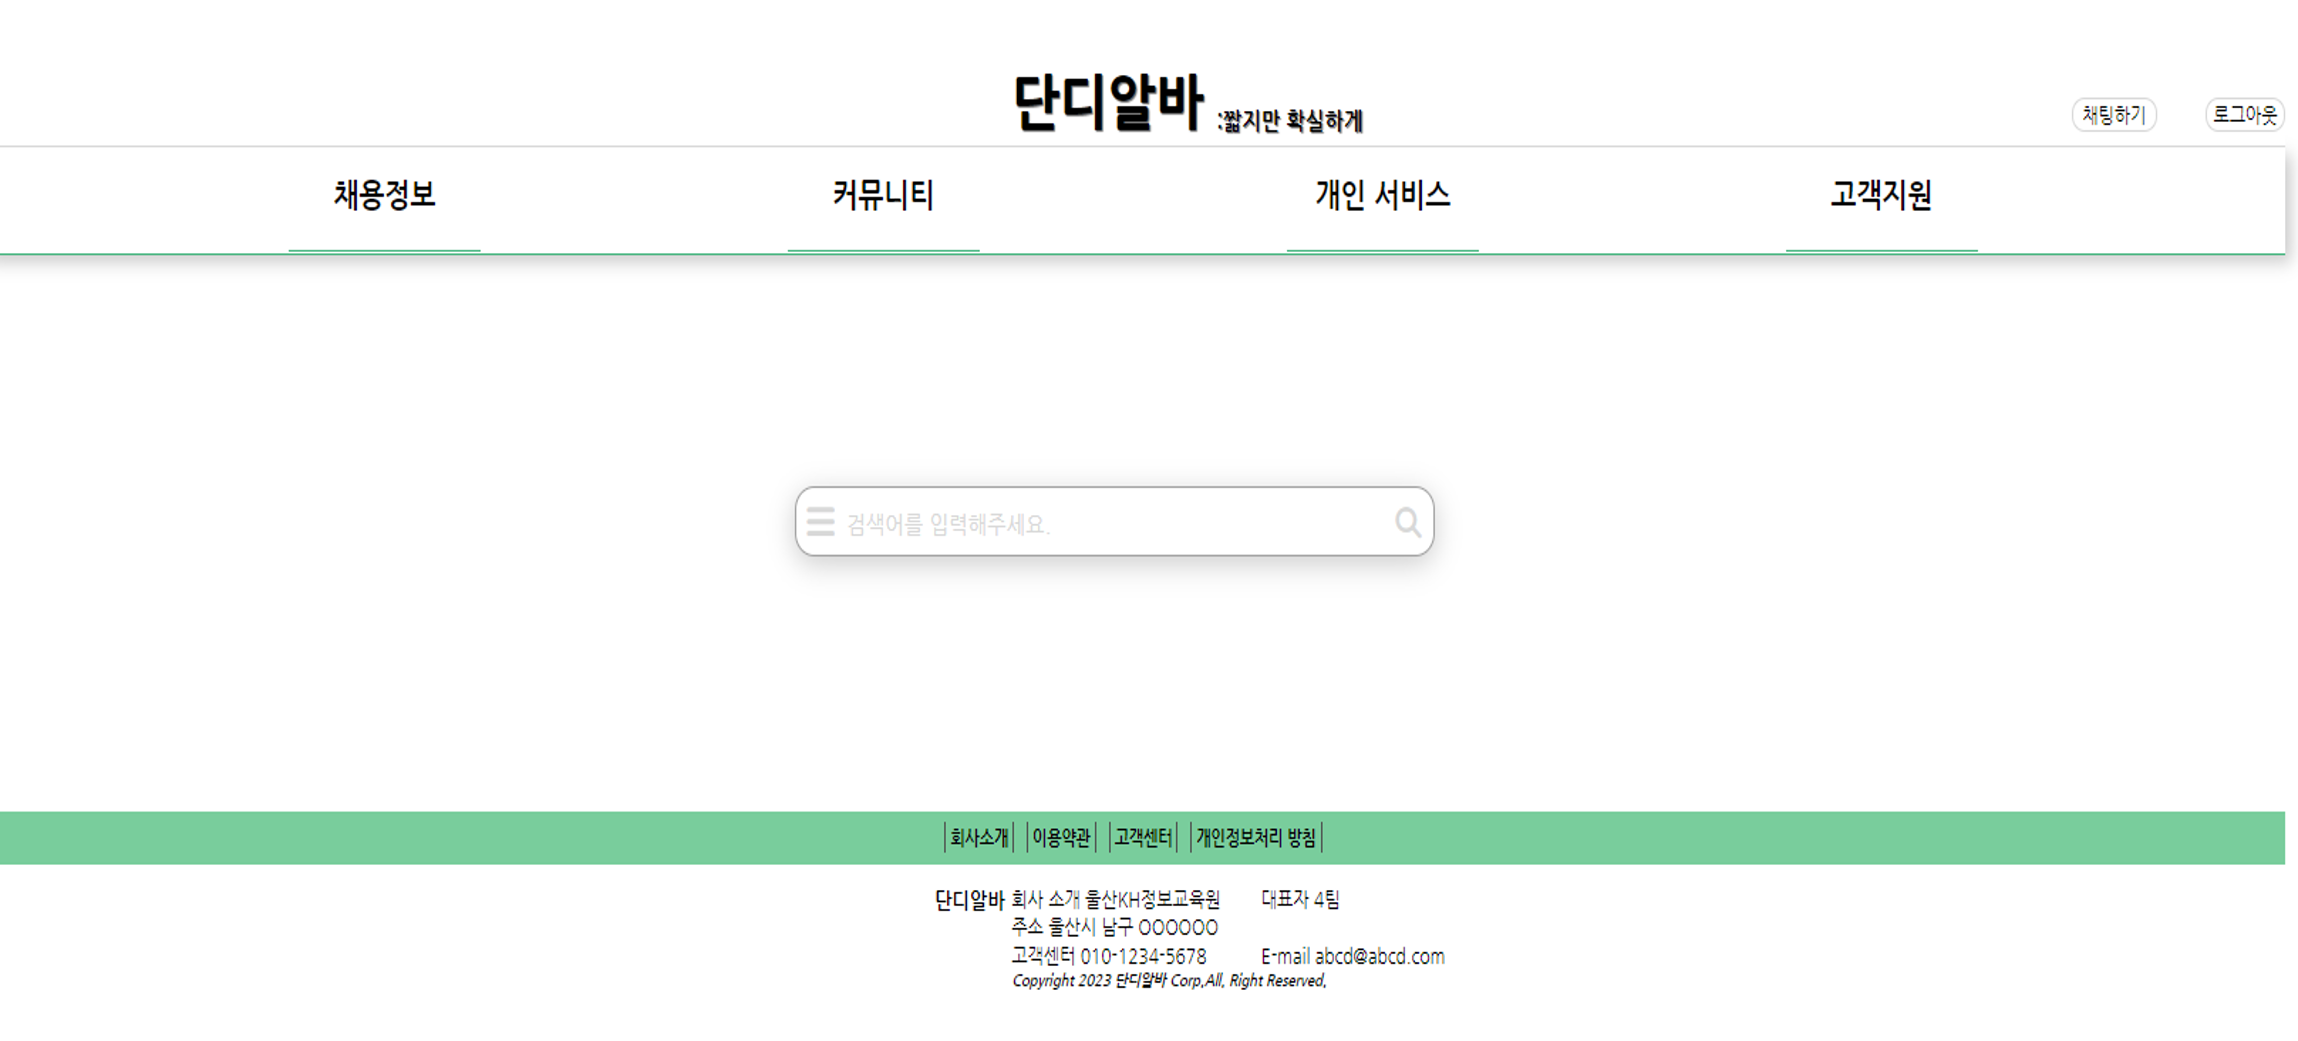 단디알바 :짧지만 확실하게
채팅하기 로그아웃
채용정보 커뮤니티 개인 서비스 고객지원
검색어를 입력해주세요.
회사소개 이용약관 고객센터 개인정보처리 방침
단디알바 회사 소개 울산KH정보교육원 대표자 4팀
주소 울산시 남구 OOOOOO
고객센터 010-1234-5678 E-mail abcd@abcd.com
Copyright 2023 단디알바 Corp,All, Right Reserved,